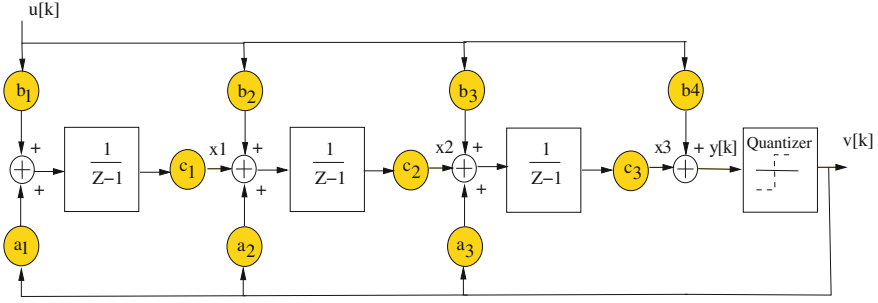 u[k]
b1
b2
b3
b4
+
+
+
+
+
1
Z−1
c1
x1
+
+
1
Z−1
c2
x2
+
+
1
Z−1
c3
x3
+
y[k]
Quantizer
v[k]
+
+
+
a1
a2
a3